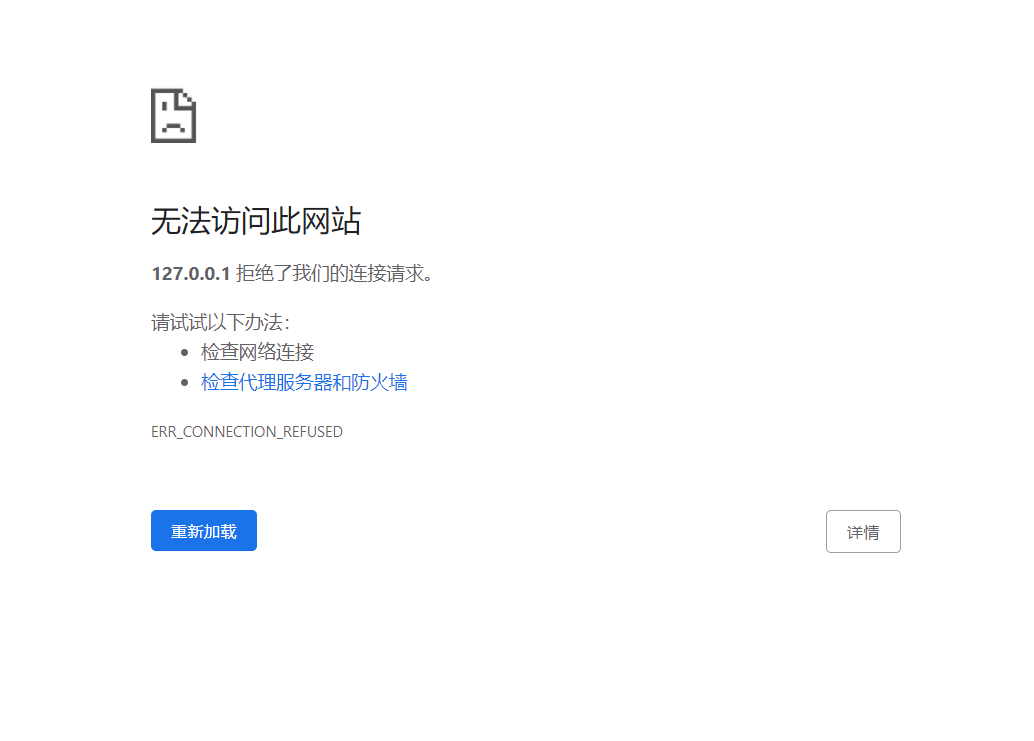 无法访问此网站
127.0.0.1 拒绝了我们的连接请求。
请试试以下办法：
检查网络连接
检查代理服务器和防火墙
ERR_CONNECTION_REFUSED
重新加载
详情